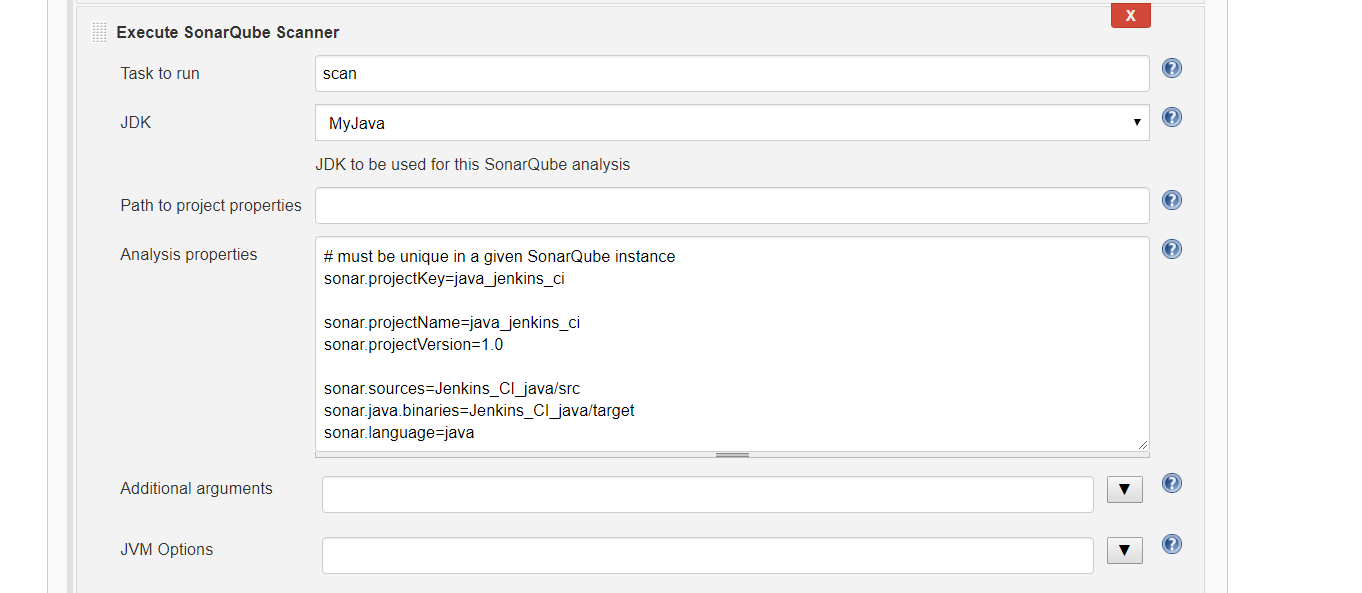 X
Execute SonarQube Scanner
Task to run
scan
?
JDK
MyJava
?
JDK to be used for this SonarQube analysis
Path to project properties
?
Analysis properties
# must be unique in a given SonarQube instance
sonar.projectKey=java_jenkins_ci
sonar.projectName=java_jenkins_ci
sonar.projectVersion=1.0
sonar.sources=Jenkins_CI_java/src
sonar.java.binaries=Jenkins_CI_java/target
sonar.language=java
?
Additional arguments
?
JVM Options
?